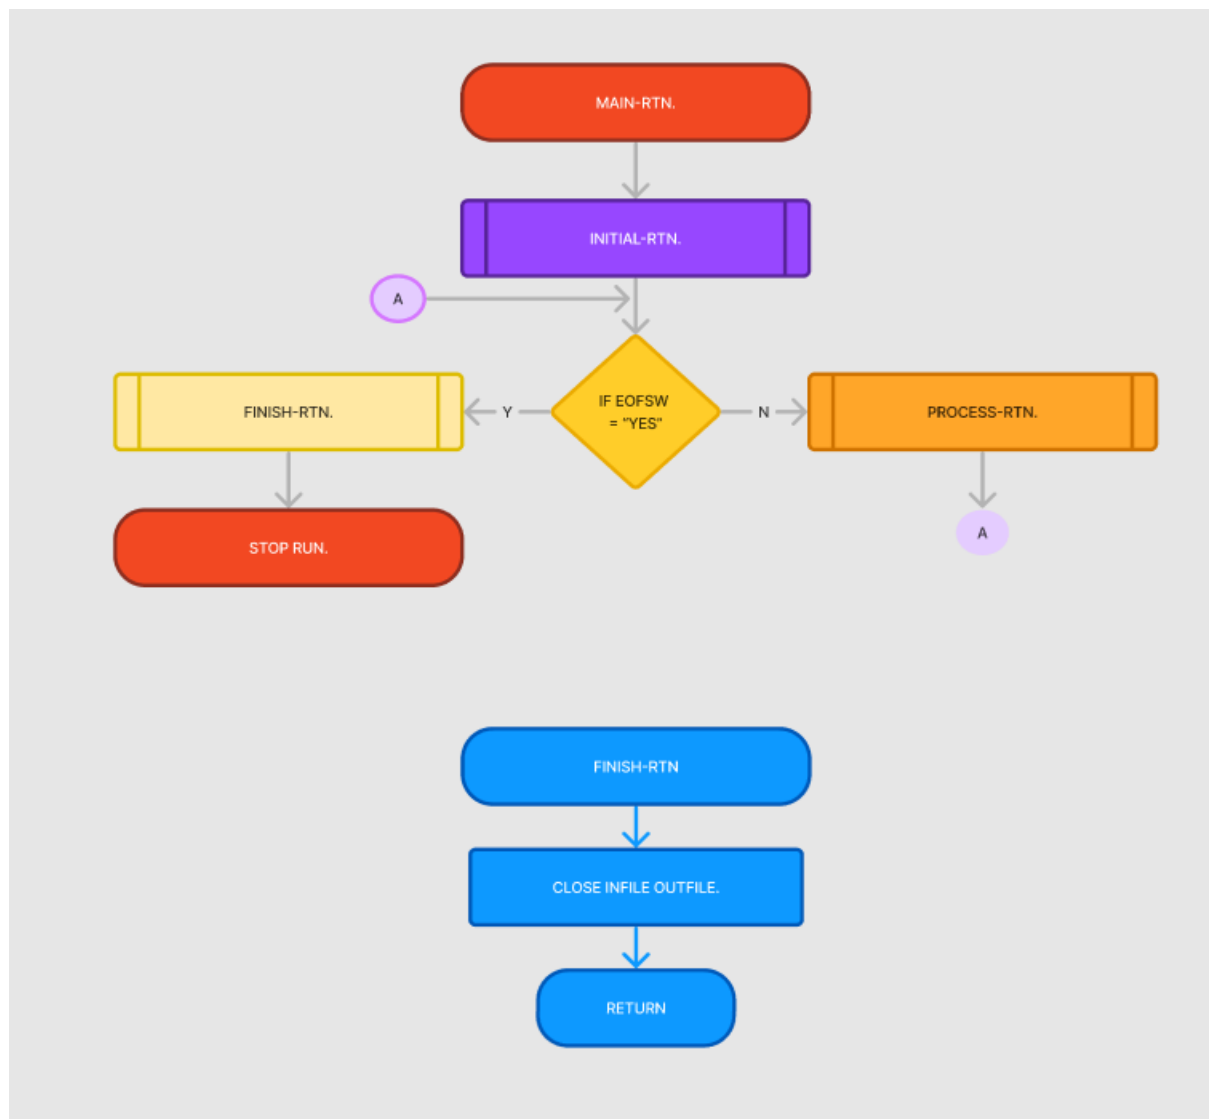 MAIN-RTN.
INITIAL-RTN.
A
FINISH-RTN.
Y
IF EOFSW
= "YES"
N
PROCESS-RTN.
STOP RUN.
A
FINISH-RTN
CLOSE INFILE OUTFILE.
RETURN